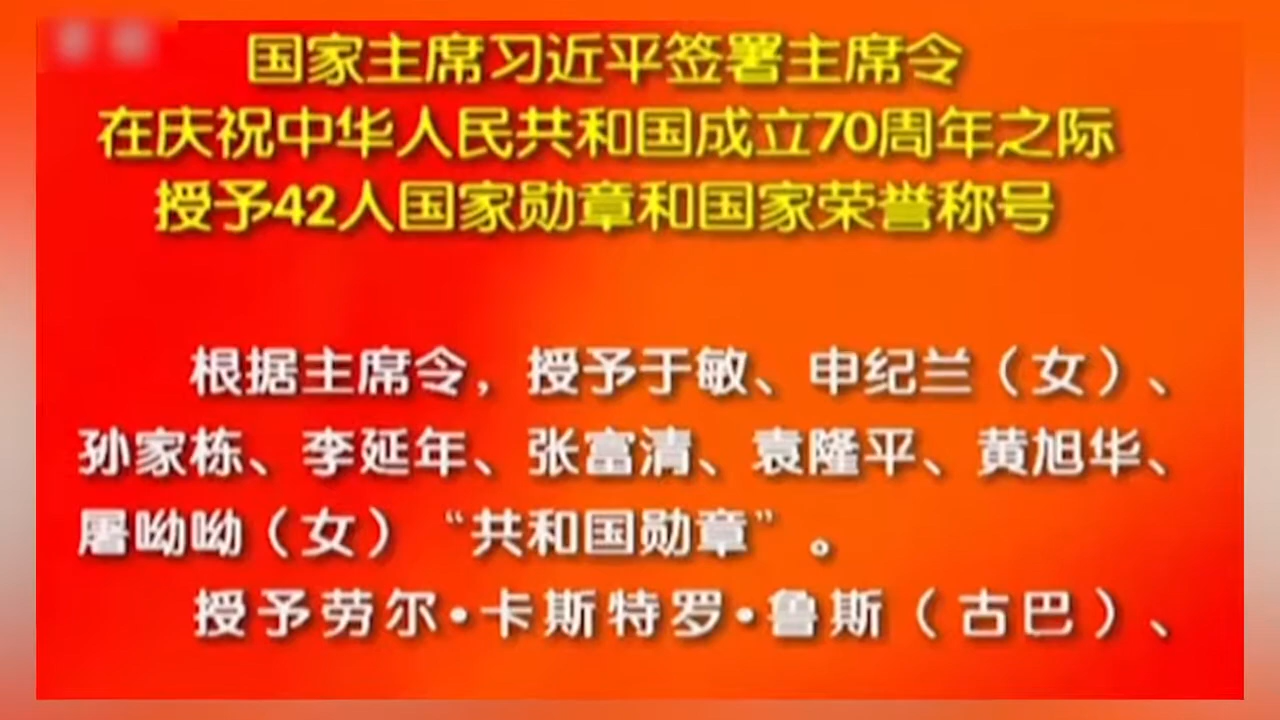 国家主席习近平签署主席令
在庆祝中华人民共和国成立70周年之际
授予42人国家勋章和国家荣誉称号
根据主席令，授予于敏、申纪兰（女）、
孙家栋、李延年、张富清、袁隆平、黄旭华、
屠呦呦（女）“共和国勋章”。
授予劳尔·卡斯特罗·鲁斯（古巴）、